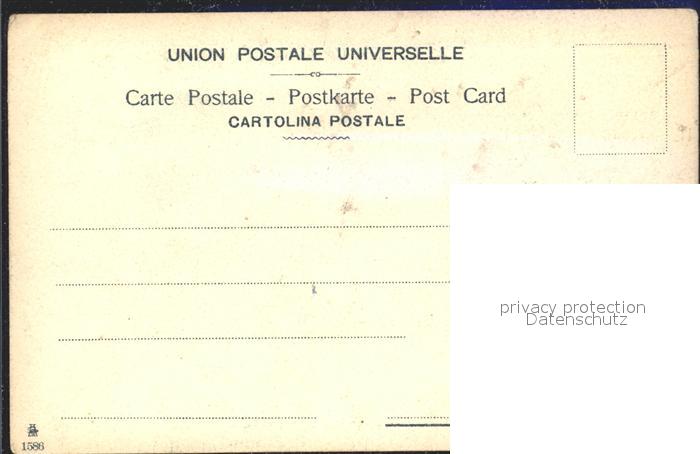 UNION POSTALE UNIVERSELLE
Carte Postale - Postkarte - Post Card
CARTOLINA POSTALE
privacy protection
Datenschutz
1586